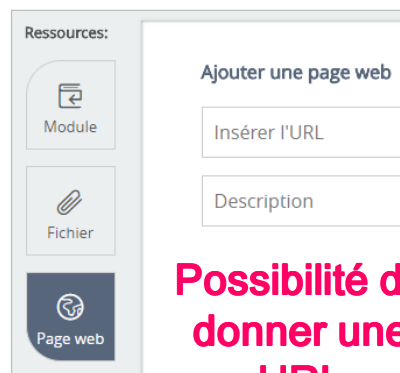 Ressources:
Module
Fichier
Page web
Ajouter une page web
Insérer l'URL
Description
Possibilité
donner une